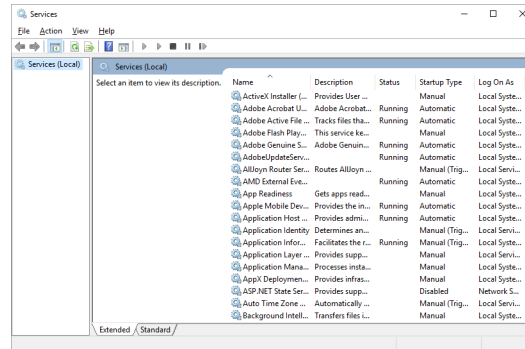 Services
File Action View Help
Services (Local)
Services (Local)
Select an item to view its description.
Name Description Status Startup Type Log On As
ActiveX Installer (... Provides User ... Manual Local Syste...
Adobe Acrobat U... Adobe Acrobat... Running Automatic Local Syste...
Adobe Active File ... Tracks files tha... Running Automatic Local Syste...
Adobe Flash Play... This service ke... Manual Local Syste...
Adobe Genuine S... Adobe Genuin... Running Automatic Local Syste...
AdobeUpdateServ... Running Automatic Local Syste...
AllJoyn Router Ser... Routes AllJoyn ... Manual (Trig... Local Servi...
AMD External Eve... Running Automatic Local Syste...
App Readiness Gets apps read... Manual Local Syste...
Apple Mobile Dev... Provides the in... Running Automatic Local Syste...
Application Host ... Provides admi... Running Automatic Local Syste...
Application Identity Determines an... Manual (Trig... Local Servi...
Application Infor... Facilitates the r... Running Manual (Trig... Local Syste...
Application Layer ... Provides supp... Manual Local Servi...
Application Mana... Processes insta... Manual Local Syste...
AppX Deploymen... Provides infras... Manual Local Syste...
ASP.NET State Ser... Provides supp... Disabled Network S...
Auto Time Zone ... Automatically ... Manual (Trig... Local Servi...
Background Intell... Transfers files i... Manual Local Syste...
Extended Standard